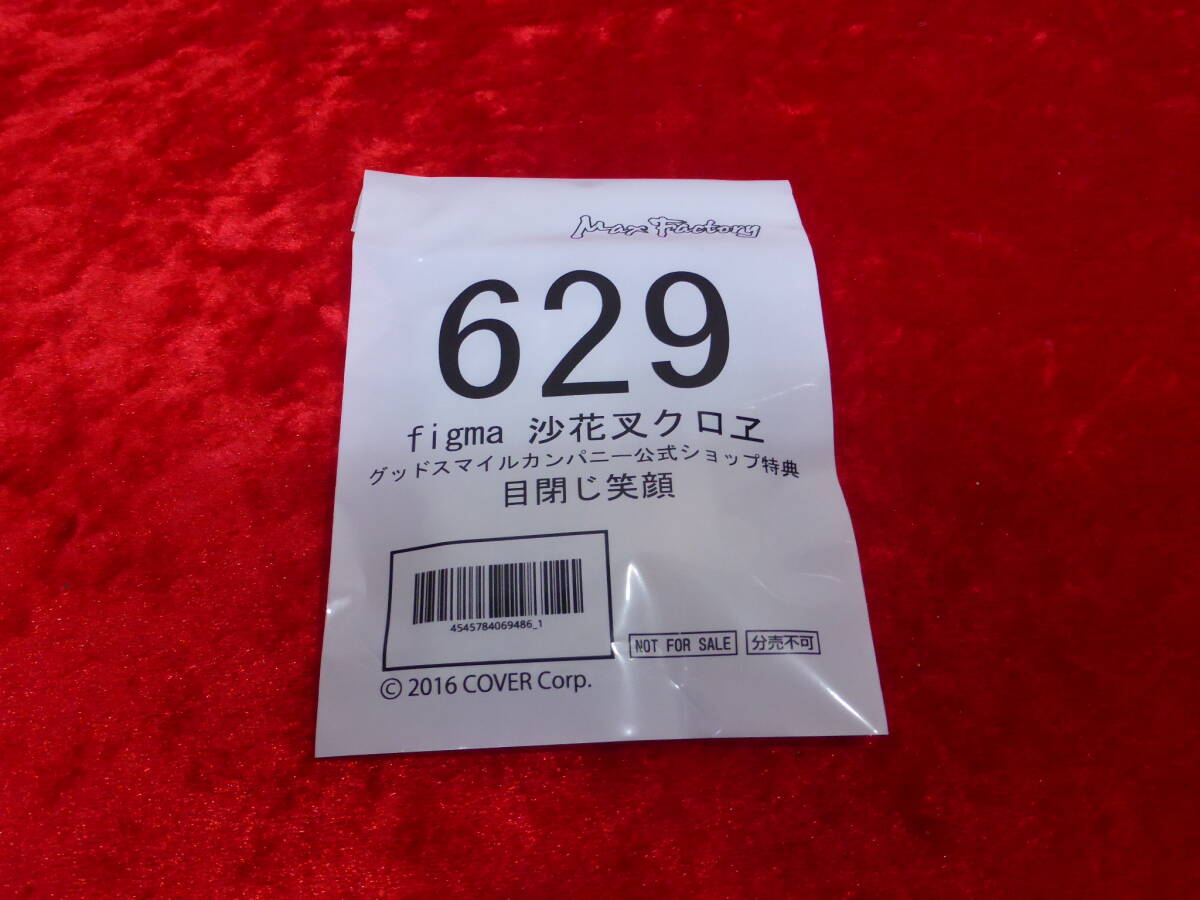 Max Factory
629
figma 沙花叉クロヱ
グッドスマイルカンパニー公式ショップ特典
目閉じ笑顔
4545784069486_1
NOT FOR SALE 分売不可
© 2016 COVER Corp.